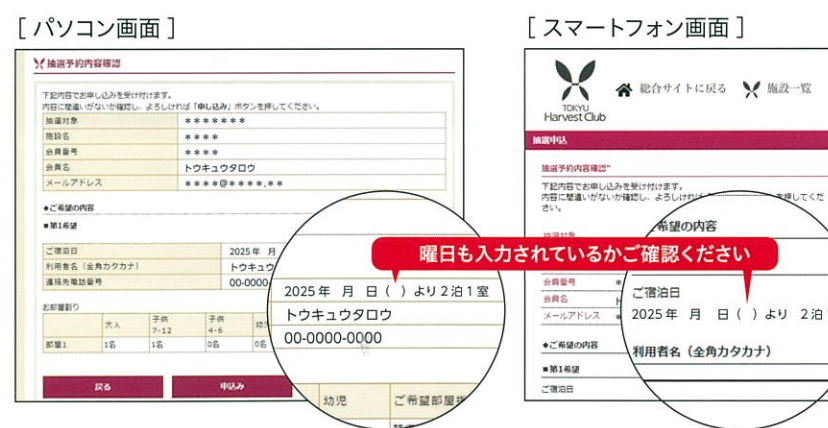 [ パソコン画面 ]
抽選予約内容確認
下記内容でお申し込みを受け付けます。
内容に間違いがないか確認し、よろしければ「申し込み」ボタンを押してください。
抽選対象 *******
施設名 ****
会員番号 ****
会員名 トウキュウタロウ
メールアドレス ****@****.**
◆ご希望の内容
■第1希望
ご宿泊日 2025年 月
利用者名（全角カタカナ） トウキュウ
連絡先電話番号 00-0000-
お部屋割り
大人 子供 7-12 子供 4-6 幼児
部屋1 1名 1名 0名 0名
戻る 申込み
2025年 月 日（ ）より2泊1室
トウキュウタロウ
00-0000-0000
幼児 ご希望部屋
曜日も入力されているかご確認ください
[ スマートフォン画面 ]
TOKYU
Harvest Club
総合サイトに戻る 施設一覧
抽選申込
抽選予約内容確認
下記内容でお申し込みを受け付けます。
内容に間違いがないか確認し、よろしければ を押してくだ
さい。
会員番号
会員名
メールアドレス
◆ご希望の内容
■第1希望
ご宿泊日
希望の内容
ご宿泊日
2025年 月 日（ ）より 2泊
利用者名（全角カタカナ）